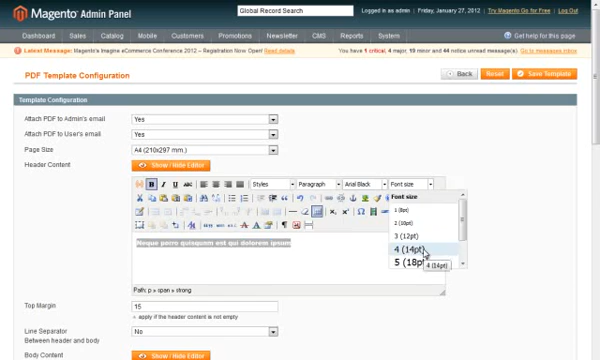 Magento Admin Panel
Global Record Search
Logged in as admin | Friday, January 27, 2012 | Try Magento Go for Free | Log Out
Dashboard Sales Catalog Mobile Customers Promotions Newsletter CMS Reports System Get help for this page
Latest Message: Magento's Imagine eCommerce Conference 2012 - Registration Now Open! Read details You have 1 critical, 4 major, 19 minor and 44 notice unread message(s). Go to messages inbox
PDF Template Configuration
Back Reset Save Template
Template Configuration
Attach PDF to Admin's email Yes
Attach PDF to User's email Yes
Page Size A4 (210x297 mm.)
Header Content Show / Hide Editor
B I U ABC Styles Paragraph Arial Black Font size
Font size
1 (8pt)
2 (10pt)
3 (12pt)
4 (14pt)
5 (18pt
4 (14pt)
Neque porro quisquam est qui dolorem ipsum
Path: p » span » strong
Top Margin 15
apply if the header content is not empty
Line Separator No
Between header and body
Body Content Show / Hide Editor